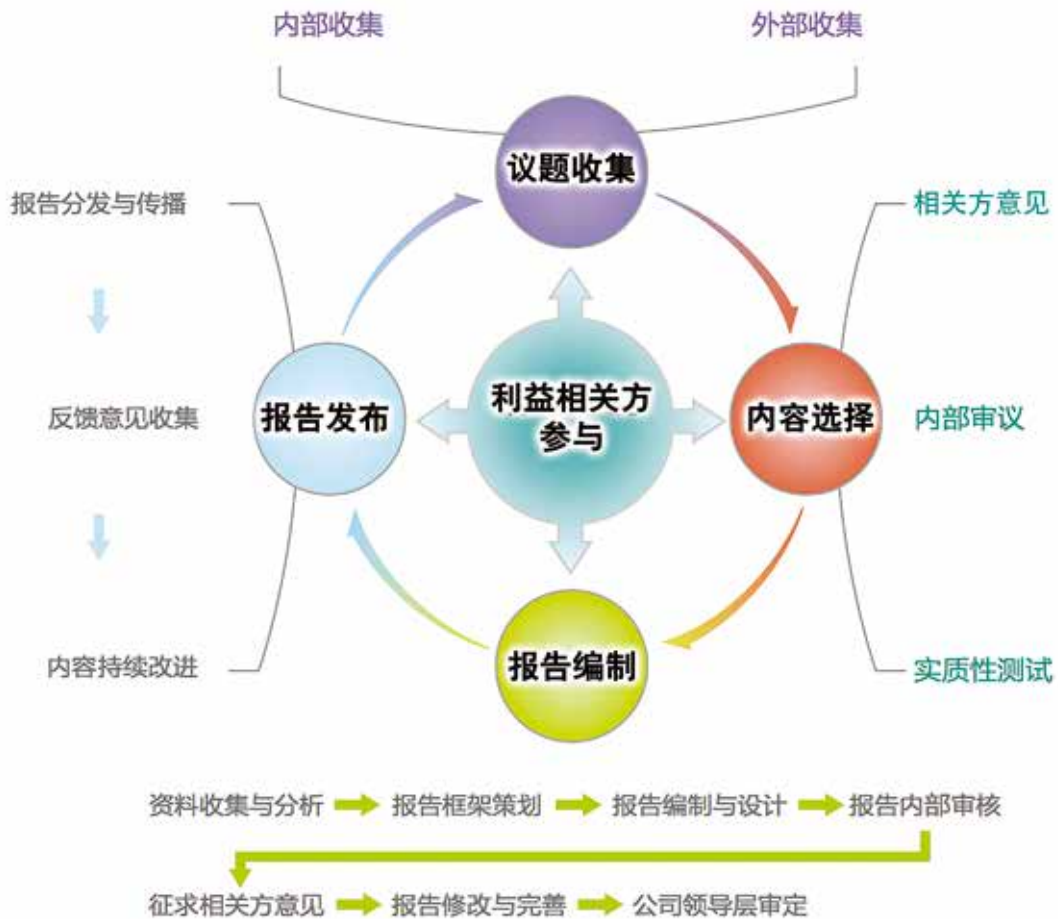 内部收集
外部收集
议题收集
报告分发与传播
相关方意见
报告发布
利益相关方
参与
内容选择
反馈意见收集
内部审议
内容持续改进
报告编制
实质性测试
资料收集与分析
报告框架策划
报告编制与设计
报告内部审核
征求相关方意见
报告修改与完善
公司领导层审定